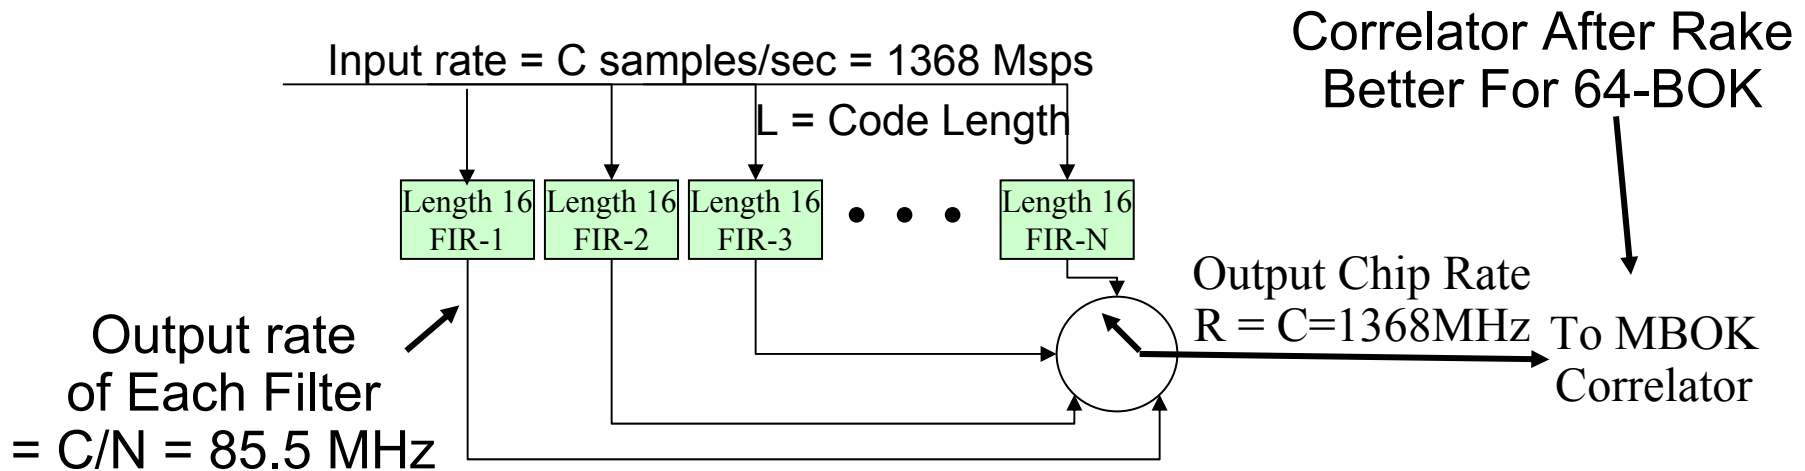 Correlator After Rake
Better For 64-BOK
Input rate = C samples/sec = 1368 Msps
L = Code Length
Length 16
FIR-1
Length 16
FIR-2
Length 16
FIR-3
• • •
Length 16
FIR-N
Output Chip Rate
R = C=1368MHz
To MBOK
Correlator
Output rate
of Each Filter
= C/N = 85.5 MHz